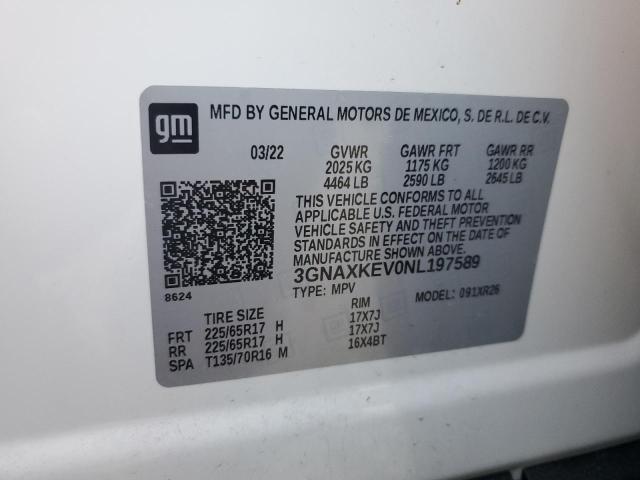 gm
MFD BY GENERAL MOTORS DE MEXICO, S. DE R.L. DE C.V.
03/22 GVWR GAWR FRT GAWR RR
2025 KG 1175 KG 1200 KG
4464 LB 2590 LB 2645 LB
THIS VEHICLE CONFORMS TO ALL
APPLICABLE U.S. FEDERAL MOTOR
VEHICLE SAFETY AND THEFT PREVENTION
STANDARDS IN EFFECT ON THE DATE OF
MANUFACTURE SHOWN ABOVE.
3GNAXKEV0NL197589
8624
TYPE: MPV MODEL: 091XR26
TIRE SIZE RIM
FRT 225/65R17 H 17X7J
RR 225/65R17 H 17X7J
SPA T135/70R16 M 16X4BT